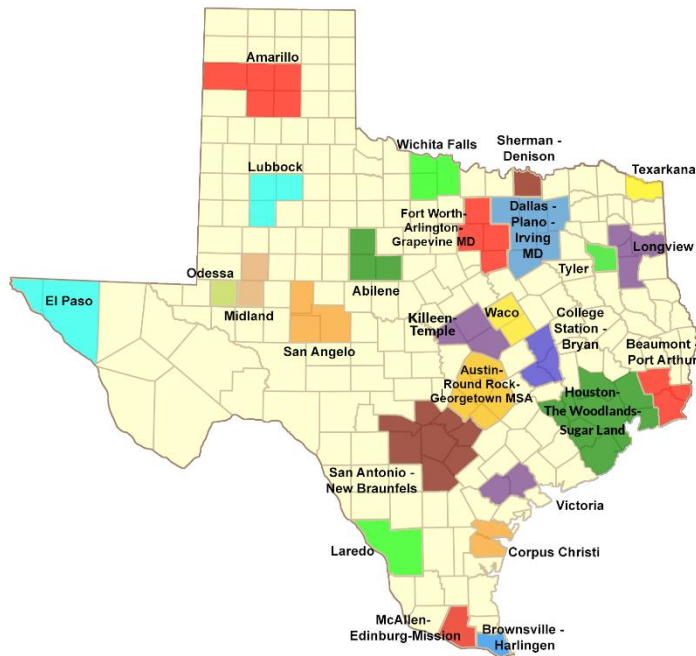 Amarillo
Lubbock
Wichita Falls
Sherman -
Denison
Texarkana
Fort Worth-
Arlington-
Grapevine MD
Dallas -
Plano -
Irving
MD
Longview
Tyler
Odessa
Midland
Abilene
El Paso
San Angelo
Killeen-
Temple
Waco
College
Station -
Bryan
Beaumont -
Port Arthur
Austin-
Round Rock-
Georgetown MSA
Houston-
The Woodlands-
Sugar Land
San Antonio -
New Braunfels
Victoria
Laredo
Corpus Christi
McAllen-
Edinburg-Mission
Brownsville -
Harlingen